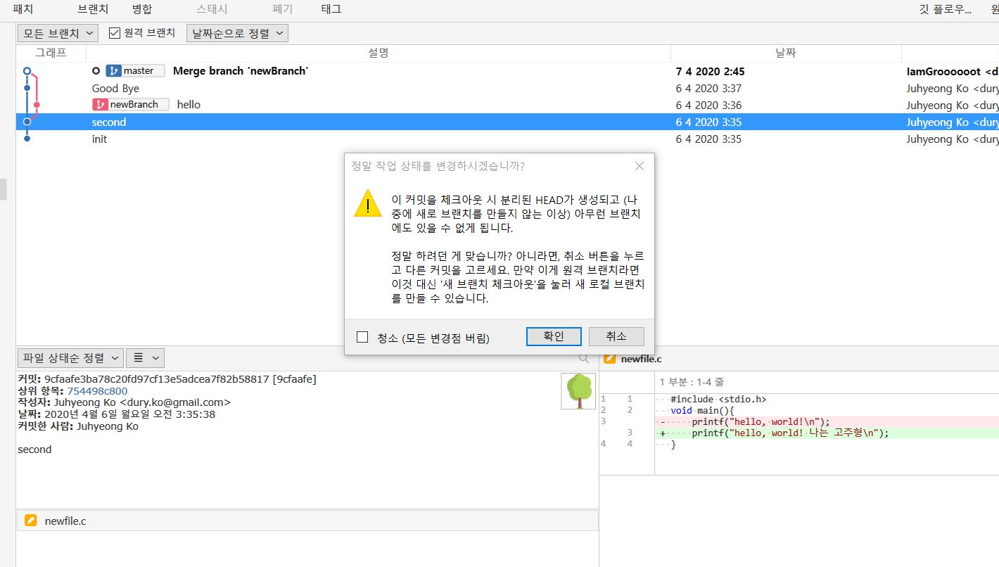 패치 브랜치 병합 스태시 폐기 태그 깃 플로우...
모든 브랜치 원격 브랜치 날짜순으로 정렬
그래프 설명 날짜
master Merge branch 'newBranch' 7 4 2020 2:45 IamGroooooot <d
Good Bye 6 4 2020 3:37 Juhyeong Ko <dury
newBranch hello 6 4 2020 3:36 Juhyeong Ko <dury
second 6 4 2020 3:35 Juhyeong Ko <dury
init 6 4 2020 3:35 Juhyeong Ko <dury
정말 작업 상태를 변경하시겠습니까?
이 커밋을 체크아웃 시 분리된 HEAD가 생성되고 (나
중에 새로 브랜치를 만들지 않는 이상) 아무런 브랜치
에도 있을 수 없게 됩니다.
정말 하려던 게 맞습니까? 아니라면, 취소 버튼을 누르
고 다른 커밋을 고르세요. 만약 이게 원격 브랜치라면
이것 대신 '새 브랜치 체크아웃'을 눌러 새 로컬 브랜치
를 만들 수 있습니다.
청소 (모든 변경점 버림) 확인 취소
파일 상태순 정렬
커밋: 9cfaafe3ba78c20fd97cf13e5adcea7f82b58817 [9cfaafe]
상위 항목: 754498c800
작성자: Juhyeong Ko <dury.ko@gmail.com>
날짜: 2020년 4월 6일 월요일 오전 3:35:38
커밋한 사람: Juhyeong Ko
second
newfile.c
newfile.c
1 부분 : 1-4 줄
1 1 #include <stdio.h>
2 2 void main(){
3 - printf("hello, world!\n");
3 + printf("hello, world! 나는 고주형\n");
4 4 }